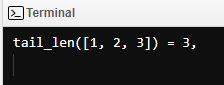 Terminal
tail_len([1, 2, 3]) = 3,